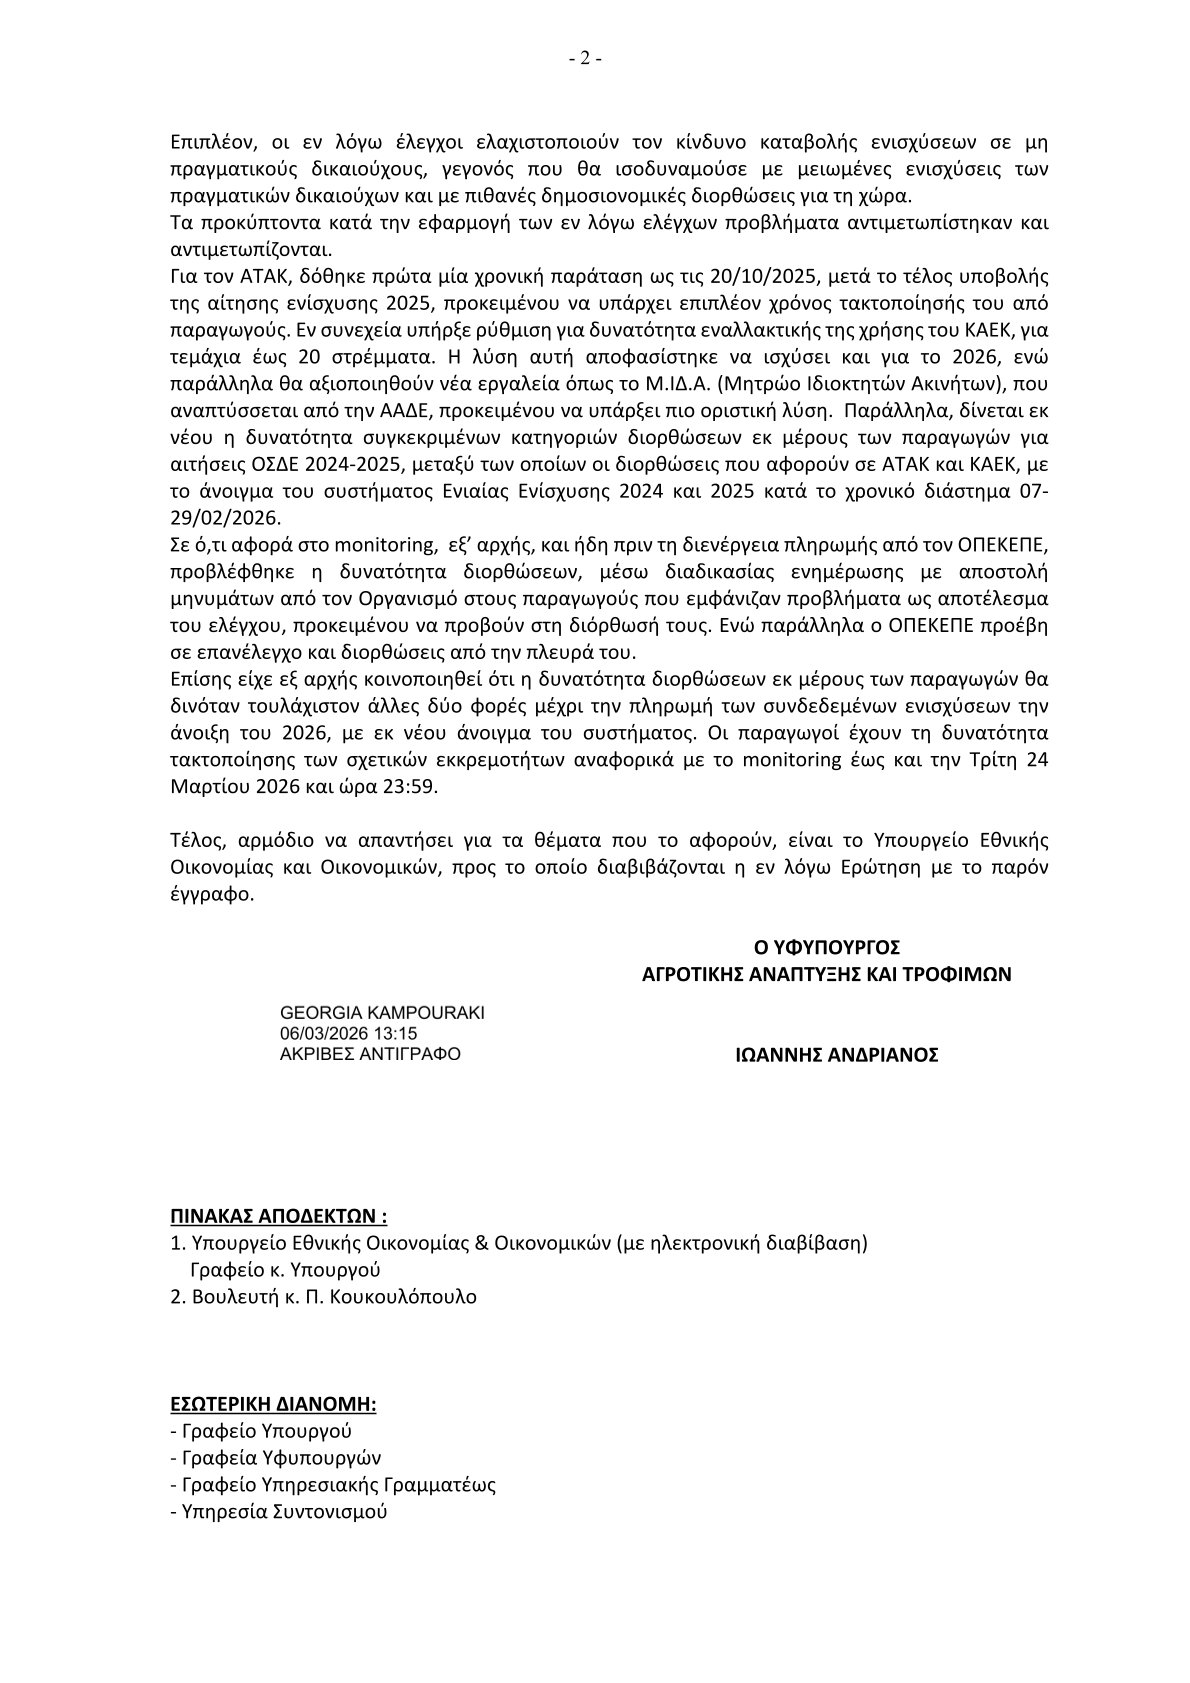 - 2 -
Επιπλέον, οι εν λόγω έλεγχοι ελαχιστοποιούν τον κίνδυνο καταβολής ενισχύσεων σε μη
πραγματικούς δικαιούχους, γεγονός που θα ισοδυναμούσε με μειωμένες ενισχύσεις των
πραγματικών δικαιούχων και με πιθανές δημοσιονομικές διορθώσεις για τη χώρα.
Τα προκύπτοντα κατά την εφαρμογή των εν λόγω ελέγχων προβλήματα αντιμετωπίστηκαν και
αντιμετωπίζονται.
Για τον ΑΤΑΚ, δόθηκε πρώτα μία χρονική παράταση ως τις 20/10/2025, μετά το τέλος υποβολής
της αίτησης ενίσχυσης 2025, προκειμένου να υπάρχει επιπλέον χρόνος τακτοποίησής του από
παραγωγούς. Εν συνεχεία υπήρξε ρύθμιση για δυνατότητα εναλλακτικής της χρήσης του ΚΑΕΚ, για
τεμάχια έως 20 στρέμματα. Η λύση αυτή αποφασίστηκε να ισχύσει και για το 2026, ενώ
παράλληλα θα αξιοποιηθούν νέα εργαλεία όπως το Μ.ΙΔ.Α. (Μητρώο Ιδιοκτητών Ακινήτων), που
αναπτύσσεται από την ΑΑΔΕ, προκειμένου να υπάρξει πιο οριστική λύση.  Παράλληλα, δίνεται εκ
νέου η δυνατότητα συγκεκριμένων κατηγοριών διορθώσεων εκ μέρους των παραγωγών για
αιτήσεις ΟΣΔΕ 2024-2025, μεταξύ των οποίων οι διορθώσεις που αφορούν σε ΑΤΑΚ και ΚΑΕΚ, με
το άνοιγμα του συστήματος Ενιαίας Ενίσχυσης 2024 και 2025 κατά το χρονικό διάστημα 07-
29/02/2026.
Σε ό,τι αφορά στο monitoring,  εξ’ αρχής, και ήδη πριν τη διενέργεια πληρωμής από τον ΟΠΕΚΕΠΕ,
προβλέφθηκε η δυνατότητα διορθώσεων, μέσω διαδικασίας ενημέρωσης με αποστολή
μηνυμάτων από τον Οργανισμό στους παραγωγούς που εμφάνιζαν προβλήματα ως αποτέλεσμα
του ελέγχου, προκειμένου να προβούν στη διόρθωσή τους. Ενώ παράλληλα ο ΟΠΕΚΕΠΕ προέβη
σε επανέλεγχο και διορθώσεις από την πλευρά του.
Επίσης είχε εξ αρχής κοινοποιηθεί ότι η δυνατότητα διορθώσεων εκ μέρους των παραγωγών θα
δινόταν τουλάχιστον άλλες δύο φορές μέχρι την πληρωμή των συνδεδεμένων ενισχύσεων την
άνοιξη του 2026, με εκ νέου άνοιγμα του συστήματος. Οι παραγωγοί έχουν τη δυνατότητα
τακτοποίησης των σχετικών εκκρεμοτήτων αναφορικά με το monitoring έως και την Τρίτη 24
Μαρτίου 2026 και ώρα 23:59.
Τέλος, αρμόδιο να απαντήσει για τα θέματα που το αφορούν, είναι το Υπουργείο Εθνικής
Οικονομίας και Οικονομικών, προς το οποίο διαβιβάζονται η εν λόγω Ερώτηση με το παρόν
έγγραφο.
Ο ΥΦΥΠΟΥΡΓΟΣ
ΑΓΡΟΤΙΚΗΣ ΑΝΑΠΤΥΞΗΣ ΚΑΙ ΤΡΟΦΙΜΩΝ
GEORGIA KAMPOURAKI
06/03/2026 13:15
ΑΚΡΙΒΕΣ ΑΝΤΙΓΡΑΦΟ
ΙΩΑΝΝΗΣ ΑΝΔΡΙΑΝΟΣ
ΠΙΝΑΚΑΣ ΑΠΟΔΕΚΤΩΝ :
1. Υπουργείο Εθνικής Οικονομίας & Οικονομικών (με ηλεκτρονική διαβίβαση)
Γραφείο κ. Υπουργού
2. Βουλευτή κ. Π. Κουκουλόπουλο
ΕΣΩΤΕΡΙΚΗ ΔΙΑΝΟΜΗ:
- Γραφείο Υπουργού
- Γραφεία Υφυπουργών
- Γραφείο Υπηρεσιακής Γραμματέως
- Υπηρεσία Συντονισμού